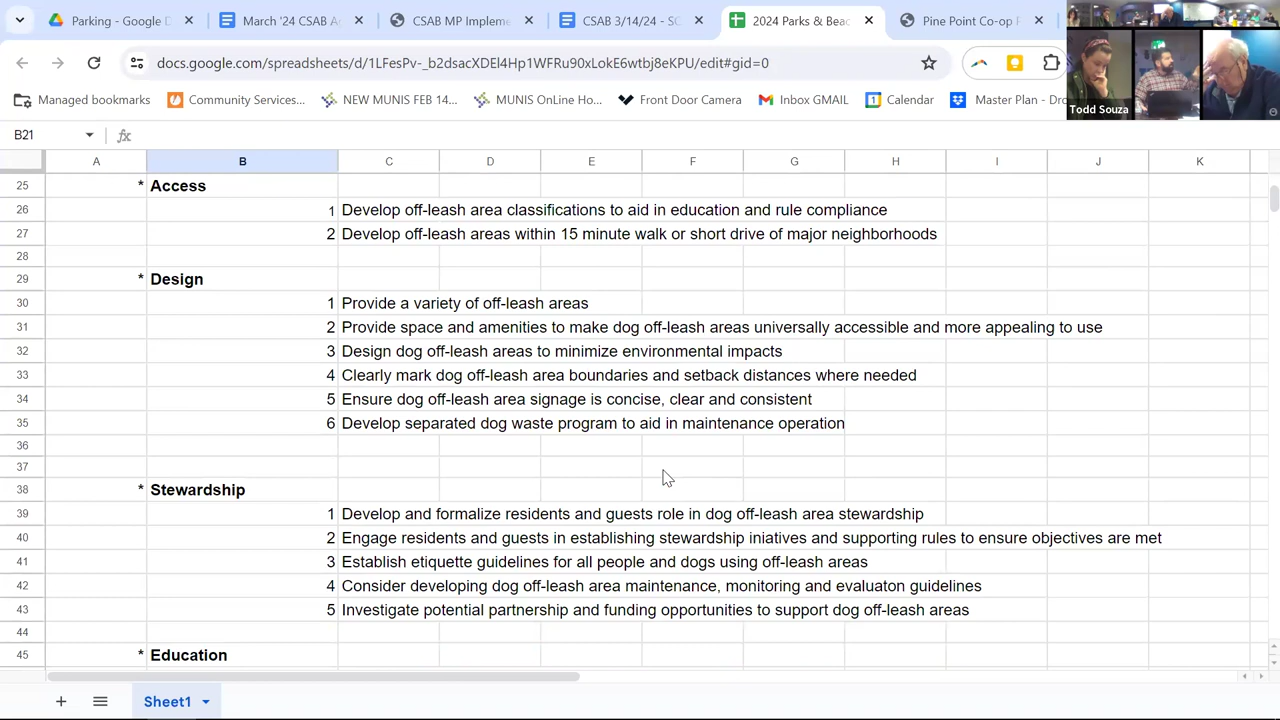 Parking - Google D
March '24 CSAB A
CSAB MP Impleme
CSAB 3/14/24 - SC
2024 Parks & Beac
Pine Point Co-op F
docs.google.com/spreadsheets/d/1LFesPv-_b2dsacXDEl4Hp1WFRu90xLokE6wtbj8eKPU/edit#gid=0
Managed bookmarks
Community Services...
NEW MUNIS FEB 14...
MUNIS OnLine Ho...
Front Door Camera
Inbox GMAIL
Calendar
Master Plan - Dro
Todd Souza
B21
fx
A B C D E F G H I J K
25 * Access
26 1 Develop off-leash area classifications to aid in education and rule compliance
27 2 Develop off-leash areas within 15 minute walk or short drive of major neighborhoods
28
29 * Design
30 1 Provide a variety of off-leash areas
31 2 Provide space and amenities to make dog off-leash areas universally accessible and more appealing to use
32 3 Design dog off-leash areas to minimize environmental impacts
33 4 Clearly mark dog off-leash area boundaries and setback distances where needed
34 5 Ensure dog off-leash area signage is concise, clear and consistent
35 6 Develop separated dog waste program to aid in maintenance operation
36
37
38 * Stewardship
39 1 Develop and formalize residents and guests role in dog off-leash area stewardship
40 2 Engage residents and guests in establishing stewardship iniatives and supporting rules to ensure objectives are met
41 3 Establish etiquette guidelines for all people and dogs using off-leash areas
42 4 Consider developing dog off-leash area maintenance, monitoring and evaluaton guidelines
43 5 Investigate potential partnership and funding opportunities to support dog off-leash areas
44
45 * Education
Sheet1